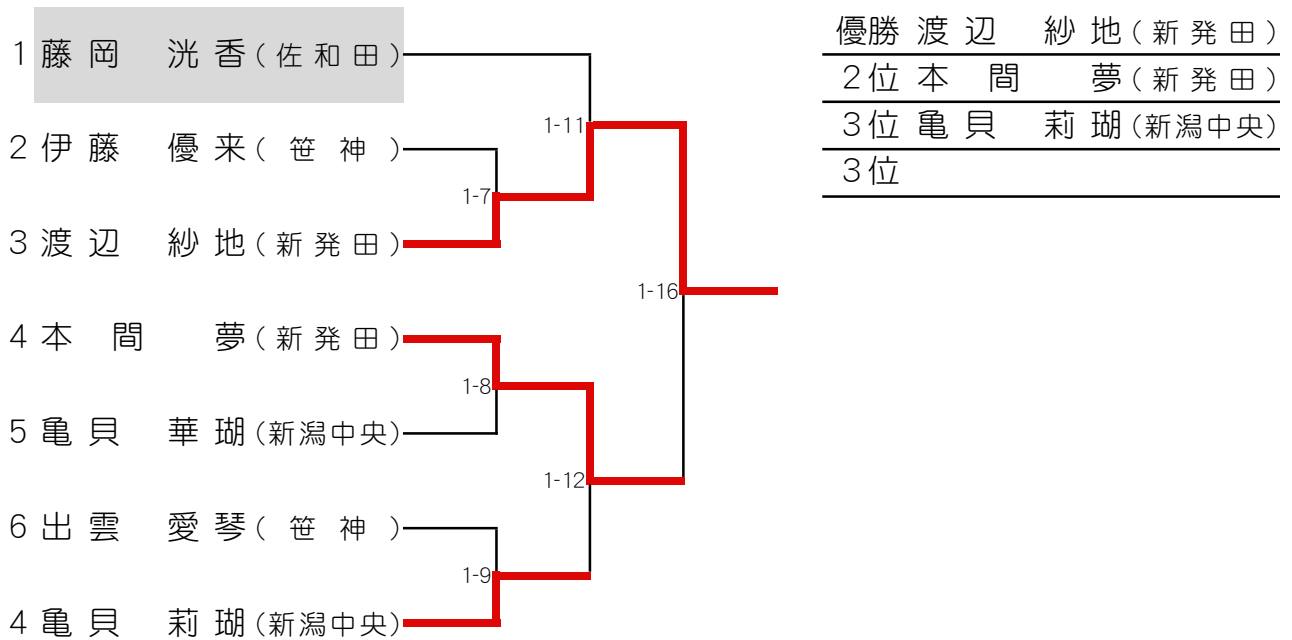 1 藤岡 洸香(佐和田)
2 伊藤 優来(笹神)
3 渡辺 紗地(新発田)
4 本間 夢(新発田)
5 亀貝 華瑚(新潟中央)
6 出雲 愛琴(笹神)
4 亀貝 莉瑚(新潟中央)
1-7
1-8
1-9
1-11
1-12
1-16
優勝 渡辺 紗地(新発田)
2位 本間 夢(新発田)
3位 亀貝 莉瑚(新潟中央)
3位